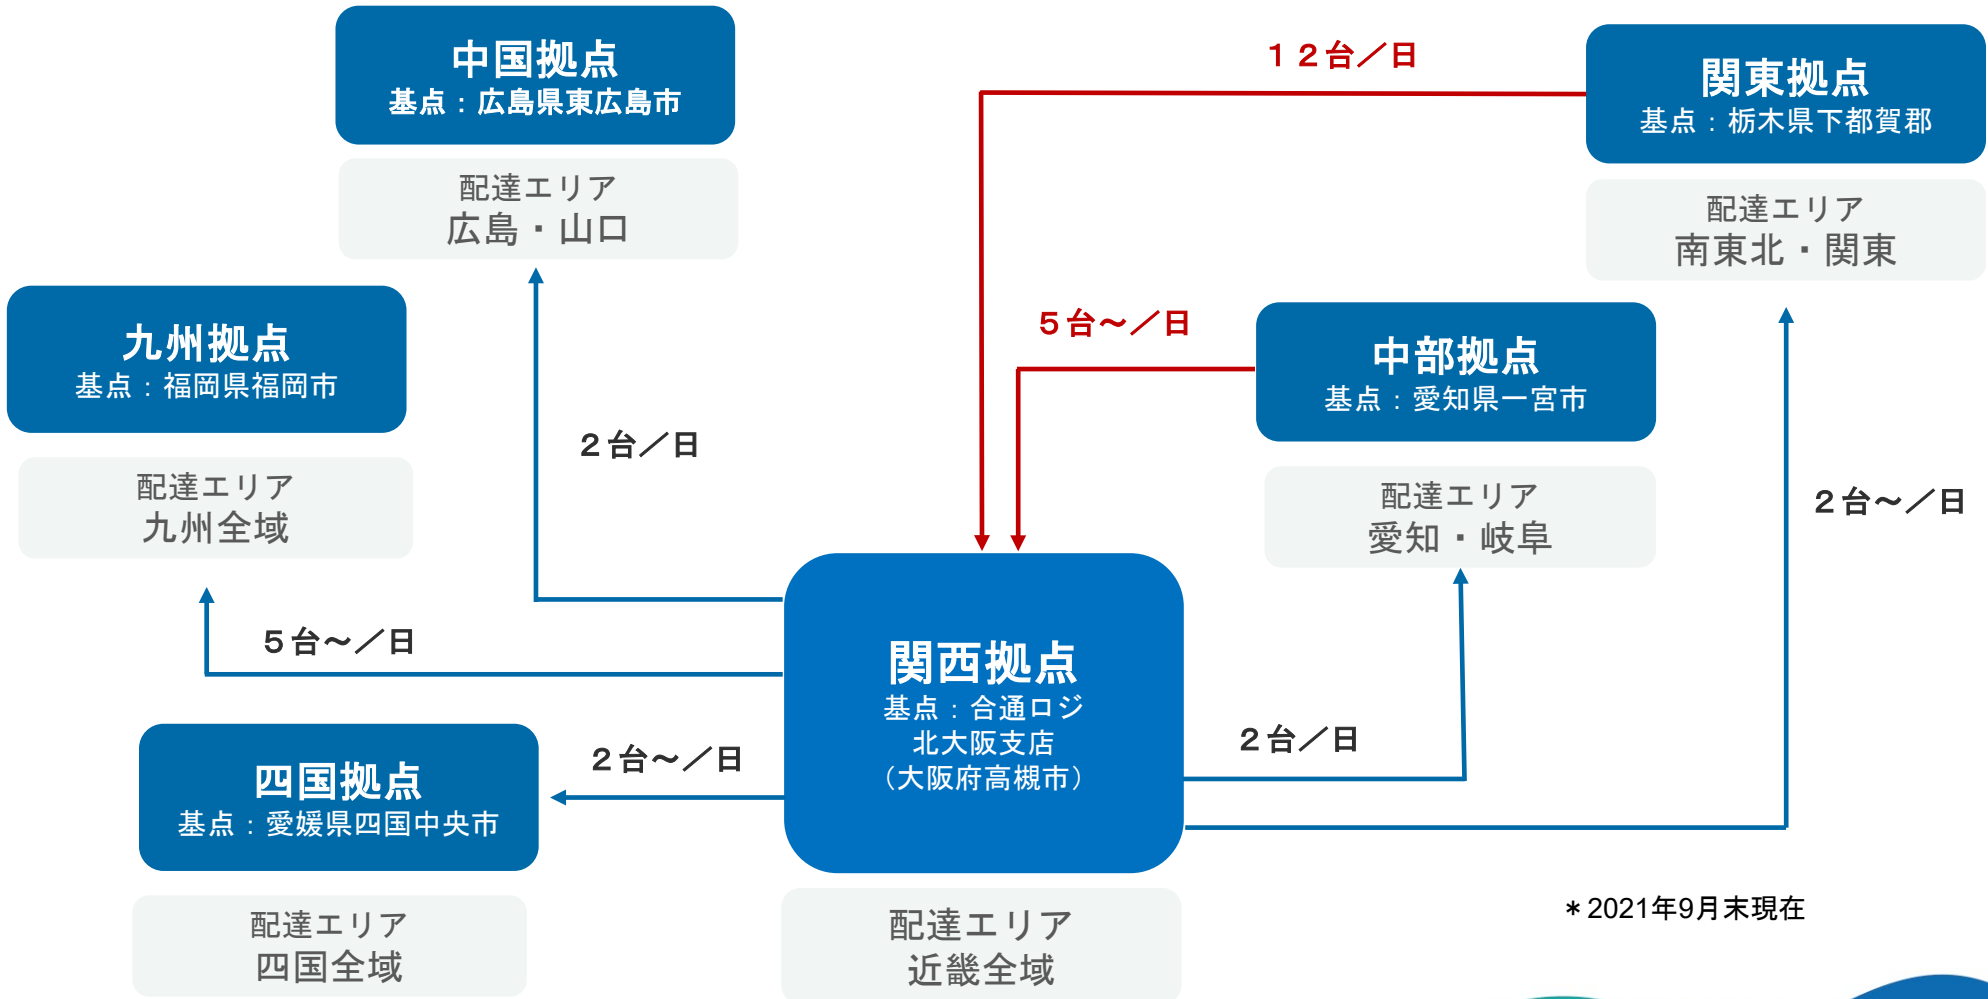 中国拠点
基点：広島県東広島市
配達エリア
広島・山口
１２台／日
関東拠点
基点：栃木県下都賀郡
配達エリア
南東北・関東
九州拠点
基点：福岡県福岡市
配達エリア
九州全域
２台／日
５台～／日
中部拠点
基点：愛知県一宮市
配達エリア
愛知・岐阜
２台～／日
５台～／日
関西拠点
基点：合通ロジ
北大阪支店
（大阪府高槻市）
配達エリア
近畿全域
２台／日
四国拠点
基点：愛媛県四国中央市
配達エリア
四国全域
２台～／日
＊2021年9月末現在